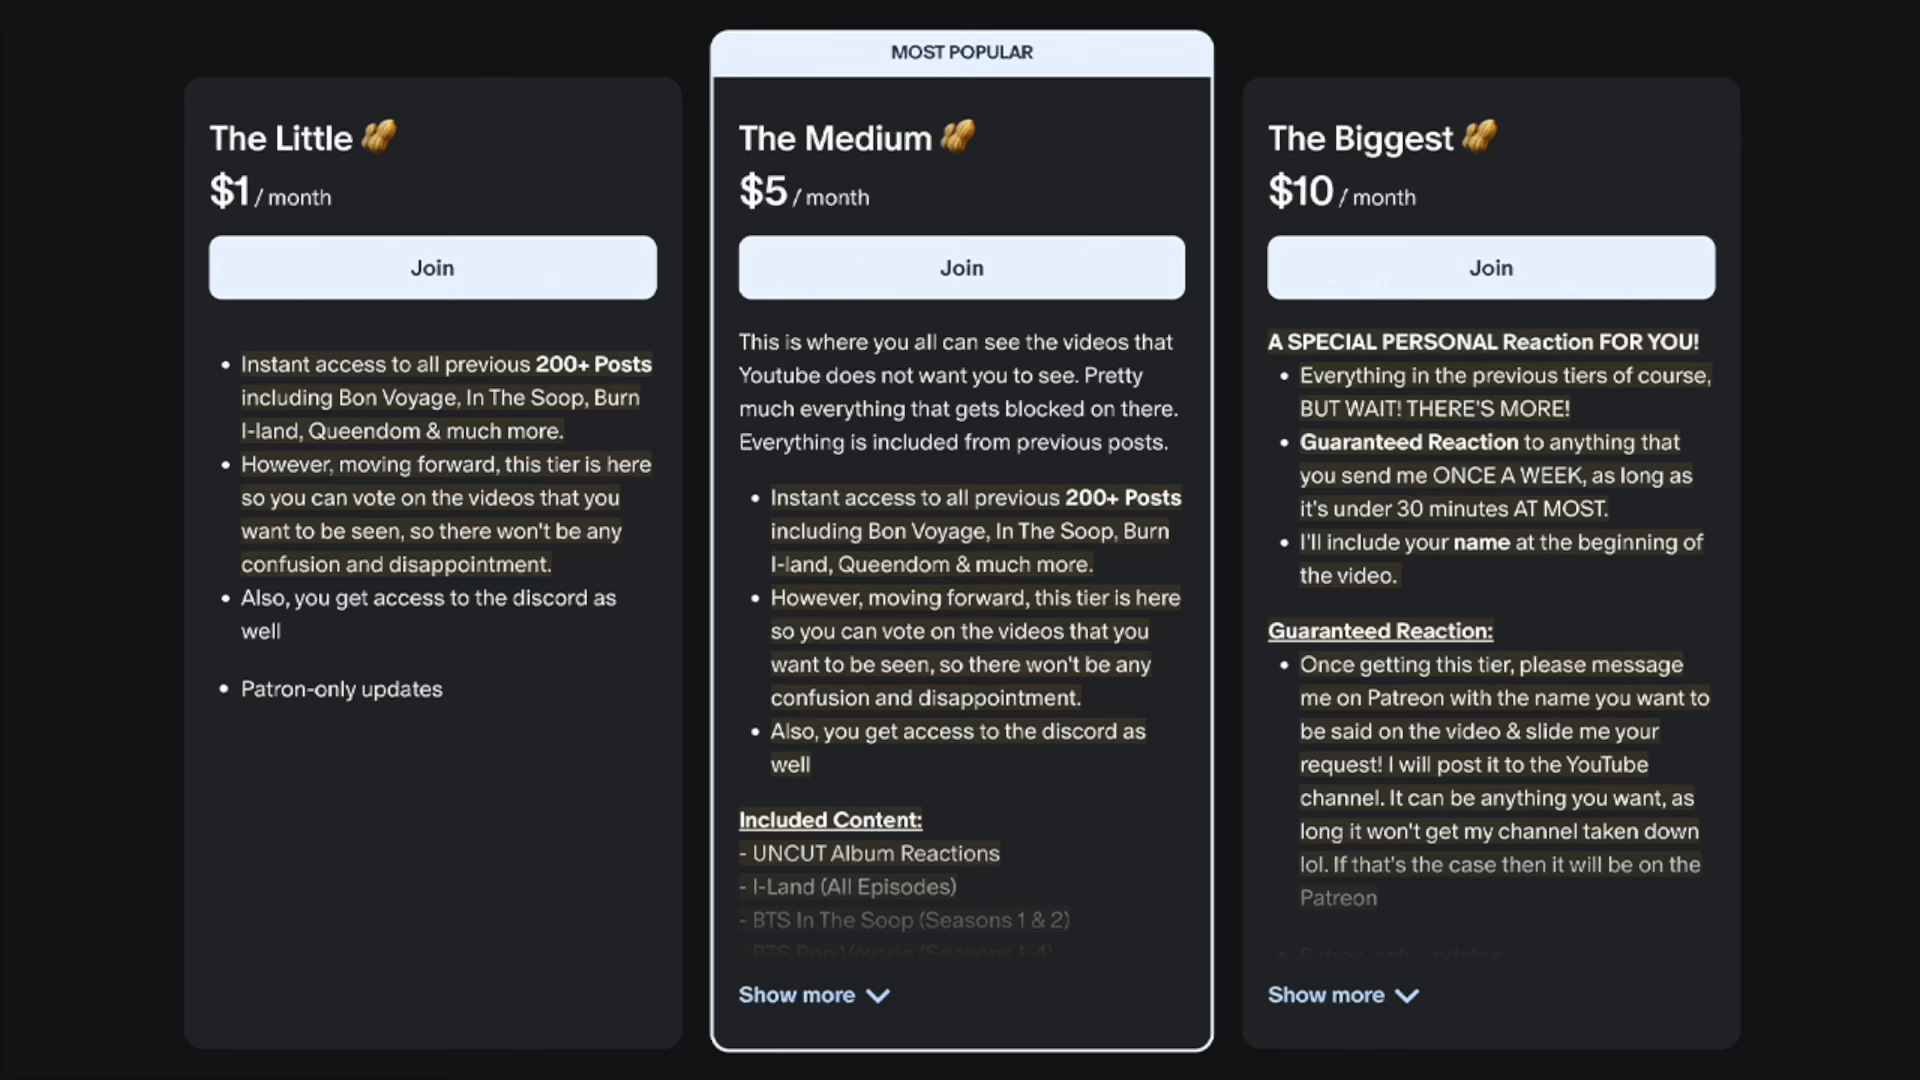 MOST POPULAR
The Little 🥜
$1 / month
Join
• Instant access to all previous 200+ Posts
including Bon Voyage, In The Soop, Burn
I-land, Queendom & much more.
• However, moving forward, this tier is here
so you can vote on the videos that you
want to be seen, so there won't be any
confusion and disappointment.
• Also, you get access to the discord as
well
• Patron-only updates
The Medium 🥜
$5 / month
Join
This is where you all can see the videos that
Youtube does not want you to see. Pretty
much everything that gets blocked on there.
Everything is included from previous posts.
• Instant access to all previous 200+ Posts
including Bon Voyage, In The Soop, Burn
I-land, Queendom & much more.
• However, moving forward, this tier is here
so you can vote on the videos that you
want to be seen, so there won't be any
confusion and disappointment.
• Also, you get access to the discord as
well
Included Content:
- UNCUT Album Reactions
- I-Land (All Episodes)
- BTS In The Soop (Seasons 1 & 2)
- BTS Bon Voyage (Seasons 1-4)
Show more
The Biggest 🥜
$10 / month
Join
A SPECIAL PERSONAL Reaction FOR YOU!
• Everything in the previous tiers of course,
BUT WAIT! THERE'S MORE!
• Guaranteed Reaction to anything that
you send me ONCE A WEEK, as long as
it's under 30 minutes AT MOST.
• I'll include your name at the beginning of
the video.
Guaranteed Reaction:
• Once getting this tier, please message
me on Patreon with the name you want to
be said on the video & slide me your
request! I will post it to the YouTube
channel. It can be anything you want, as
long it won't get my channel taken down
lol. If that's the case then it will be on the
Patreon
• Patron-only updates
Show more